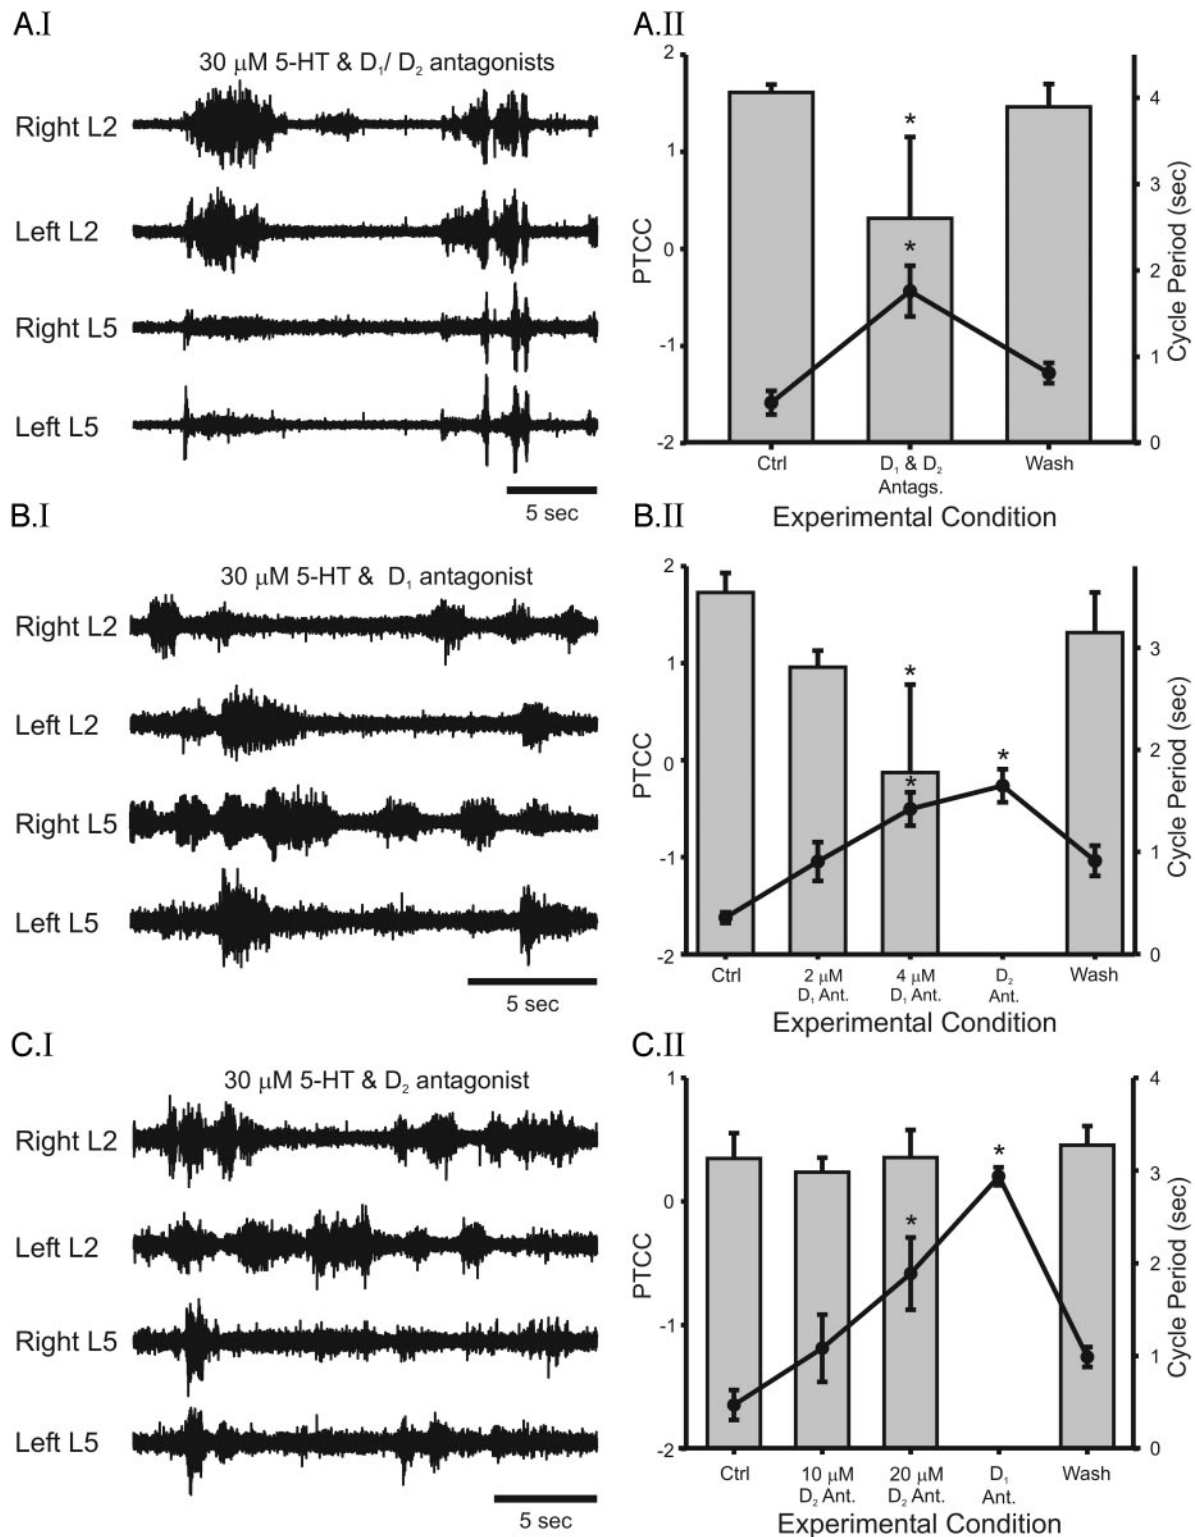 A.I
30 μM 5-HT & D₁/ D₂ antagonists
Right L2
Left L2
Right L5
Left L5
5 sec
A.II
2
1
0
-1
-2
PTCC
*
*
4
3
2
1
0
Cycle Period (sec)
Ctrl
D₁ & D₂
Antags.
Wash
Experimental Condition
B.I
30 μM 5-HT & D₁ antagonist
Right L2
Left L2
Right L5
Left L5
5 sec
B.II
2
1
0
-1
-2
PTCC
*
*
*
3
2
1
0
Cycle Period (sec)
Ctrl
2 μM
D₁ Ant.
4 μM
D₁ Ant.
D₂
Ant.
Wash
Experimental Condition
C.I
30 μM 5-HT & D₂ antagonist
Right L2
Left L2
Right L5
Left L5
5 sec
C.II
1
0
-1
-2
PTCC
*
*
4
3
2
1
0
Cycle Period (sec)
Ctrl
10 μM
D₂ Ant.
20 μM
D₂ Ant.
D₁
Ant.
Wash
Experimental Condition